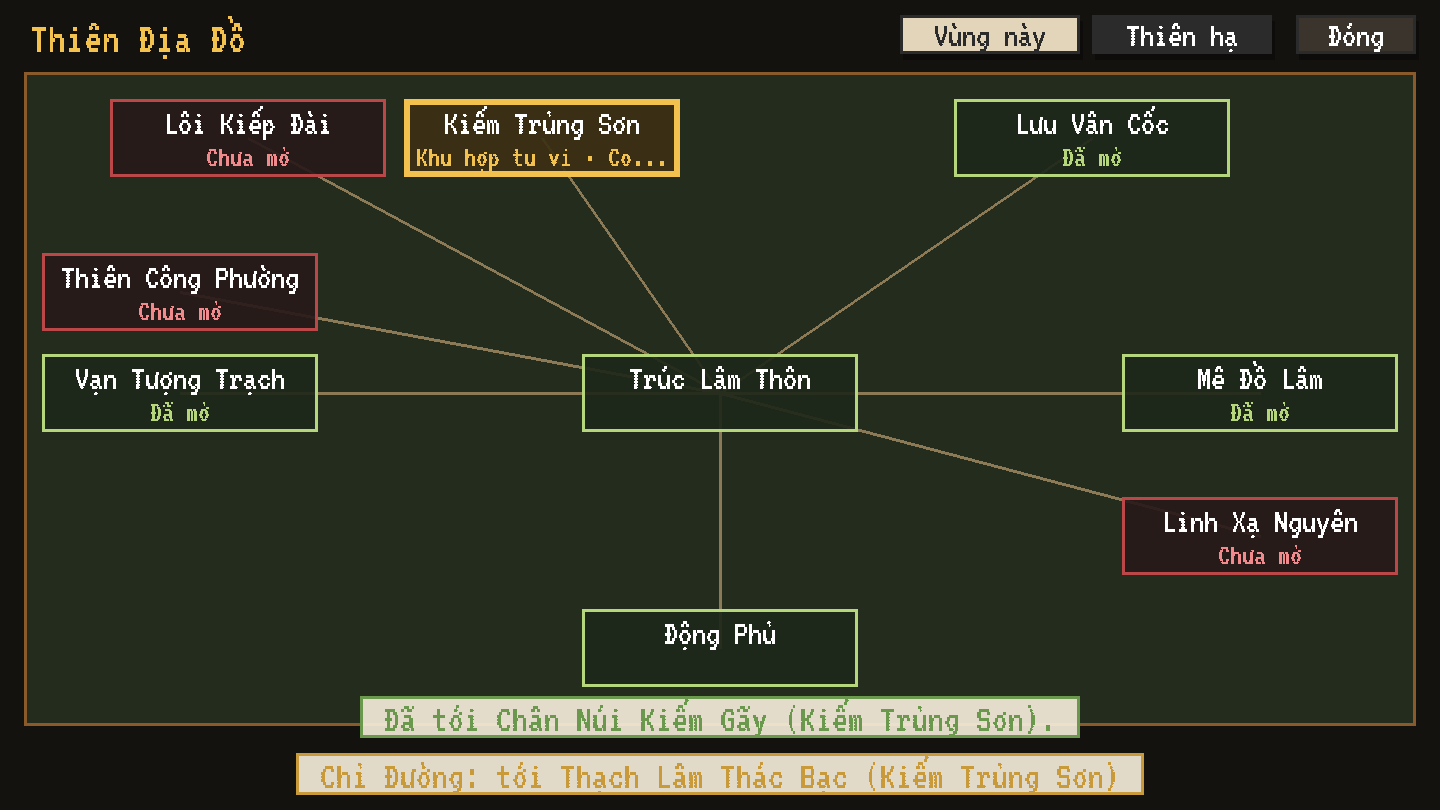 Thiên Địa Đồ
Vùng này
Thiên hạ
Đóng
Lôi Kiếp Đài
Chưa mở
Kiếm Trủng Sơn
Khu hợp tu vi · Co...
Lưu Vân Cốc
Đã mở
Thiên Công Phường
Chưa mở
Vạn Tượng Trạch
Đã mở
Trúc Lâm Thôn
Mê Đồ Lâm
Đã mở
Linh Xạ Nguyên
Chưa mở
Động Phủ
Đã tới Chân Núi Kiếm Gãy (Kiếm Trủng Sơn).
Chỉ Đường: tới Thạch Lâm Thác Bạc (Kiếm Trủng Sơn)